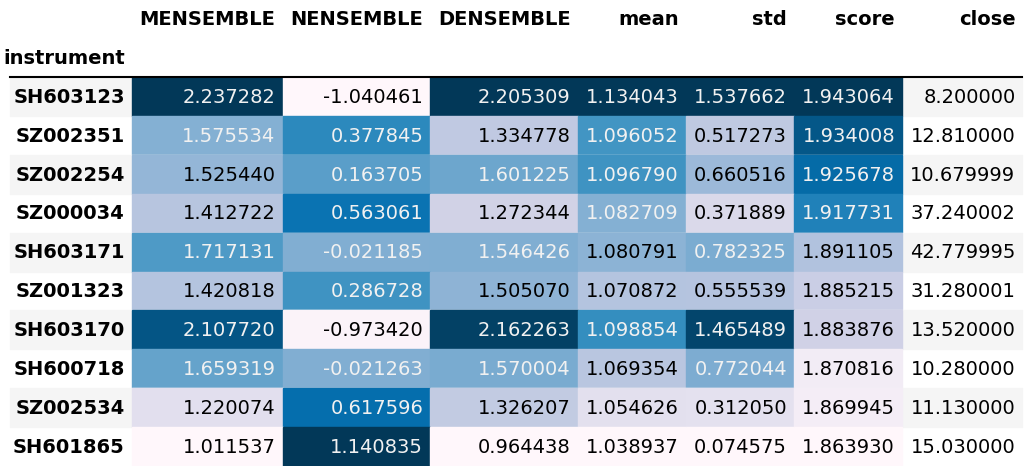 MENSEMBLE NENSEMBLE DENSEMBLE mean std score close
instrument
SH603123 2.237282 -1.040461 2.205309 1.134043 1.537662 1.943064 8.200000
SZ002351 1.575534 0.377845 1.334778 1.096052 0.517273 1.934008 12.810000
SZ002254 1.525440 0.163705 1.601225 1.096790 0.660516 1.925678 10.679999
SZ000034 1.412722 0.563061 1.272344 1.082709 0.371889 1.917731 37.240002
SH603171 1.717131 -0.021185 1.546426 1.080791 0.782325 1.891105 42.779995
SZ001323 1.420818 0.286728 1.505070 1.070872 0.555539 1.885215 31.280001
SH603170 2.107720 -0.973420 2.162263 1.098854 1.465489 1.883876 13.520000
SH600718 1.659319 -0.021263 1.570004 1.069354 0.772044 1.870816 10.280000
SZ002534 1.220074 0.617596 1.326207 1.054626 0.312050 1.869945 11.130000
SH601865 1.011537 1.140835 0.964438 1.038937 0.074575 1.863930 15.030000